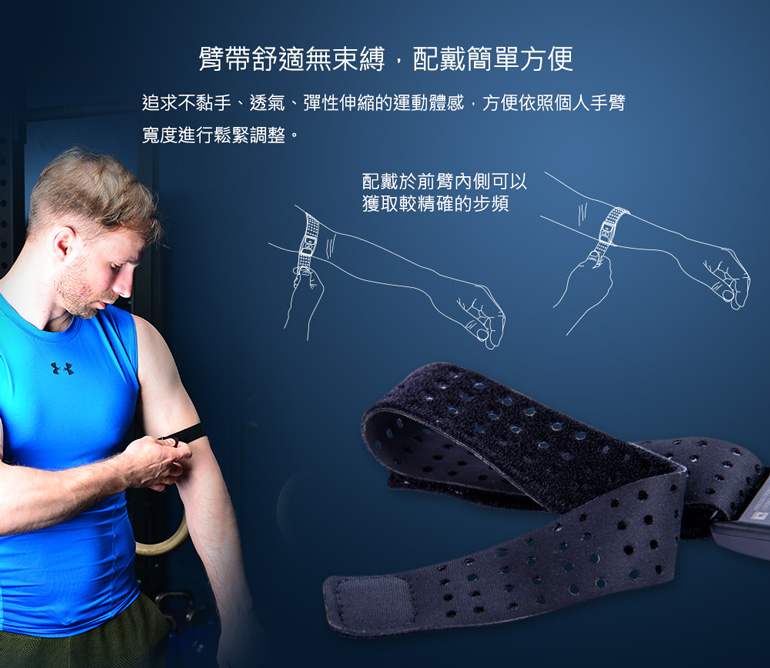 臂帶舒適無束縛，配戴簡單方便
追求不黏手、透氣、彈性伸縮的運動體感，方便依照個人手臂
寬度進行鬆緊調整。
配戴於前臂內側可以
獲取較精確的步頻